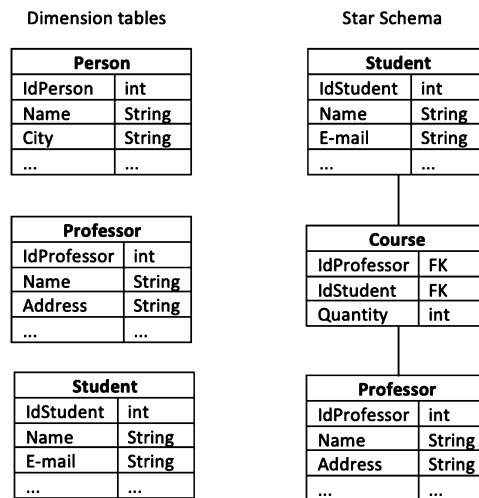 Dimension tables
Person
IdPerson int
Name String
City String
... ...
Professor
IdProfessor int
Name String
Address String
... ...
Student
IdStudent int
Name String
E-mail String
... ...
Star Schema
Student
IdStudent int
Name String
E-mail String
... ...
Course
IdProfessor FK
IdStudent FK
Quantity int
Professor
IdProfessor int
Name String
Address String
... ...